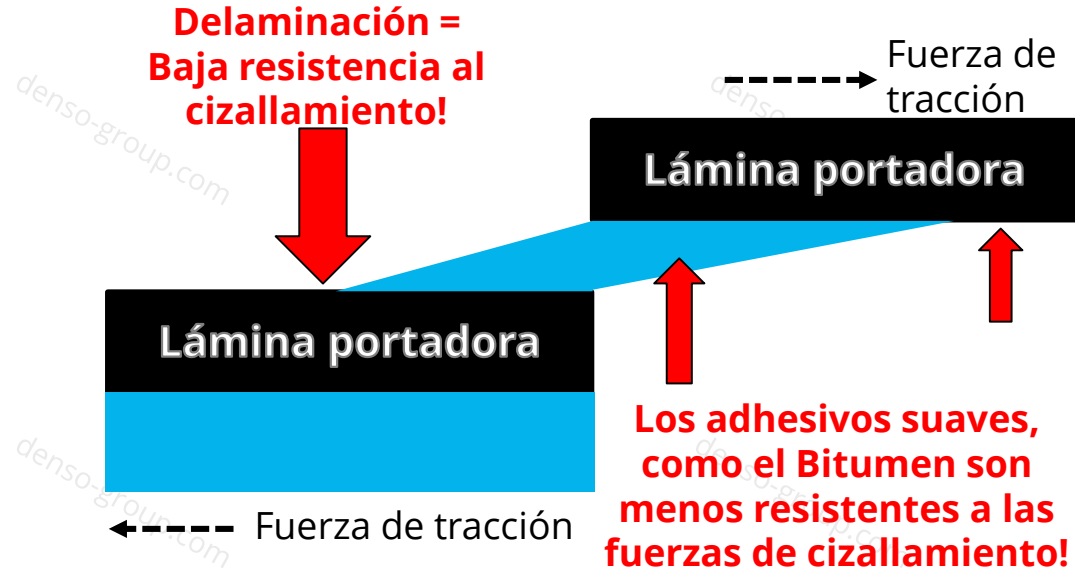 Delaminación =
Baja resistencia al
cizallamiento!
Fuerza de
tracción
denso-group.com
denso-
Lámina portadora
Lámina portadora
Los adhesivos suaves,
como el Bitumen son
menos resistentes a las
fuerzas de cizallamiento!
Fuerza de tracción
denso-group.com
denso-group.com